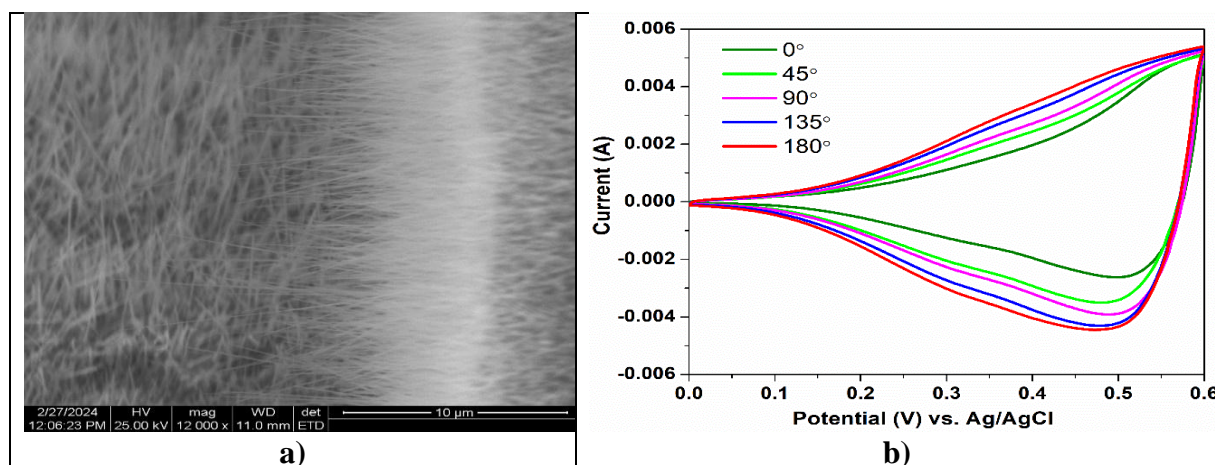 2/27/2024 HV mag WD det 10 µm
12:06:23 PM 25.00 kV 12 000 x 11.0 mm ETD
a)
0.006
0.004
0.002
0.000
-0.002
-0.004
-0.006
Current (A)
0°
45°
90°
135°
180°
0.0 0.1 0.2 0.3 0.4 0.5 0.6
Potential (V) vs. Ag/AgCl
b)